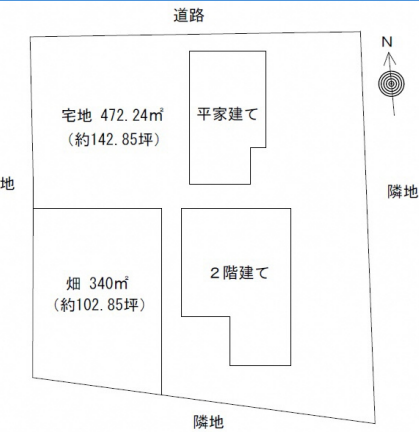 道路
N
宅地 472.24㎡
(約142.85坪)
平家建て
地
隣地
畑 340㎡
(約102.85坪)
２階建て
隣地